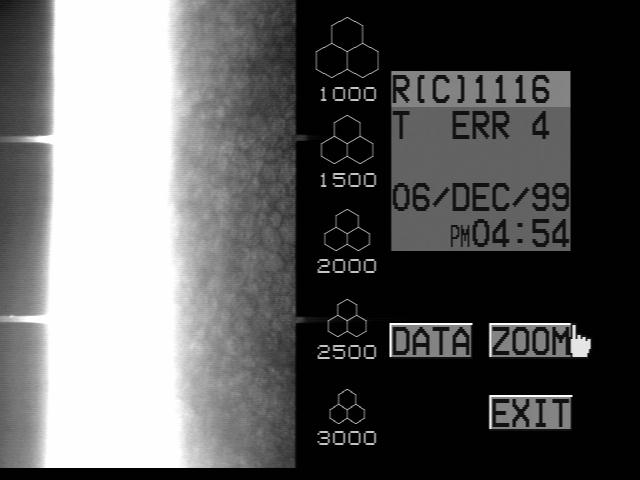 1000
1500
2000
2500
3000
R(C)1116
T ERR 4
06/DEC/99
PM04:54
DATA ZOOM
EXIT